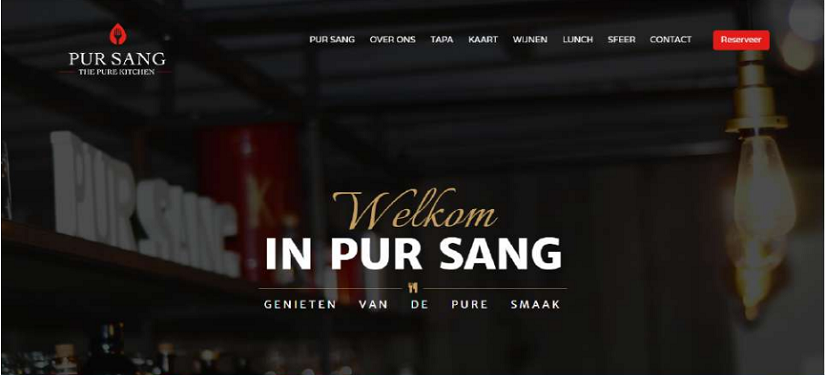 PUR SANG
THE PURE KITCHEN
PUR SANG OVER ONS TAPA KAART WIJNEN LUNCH SFEER CONTACT Reserveer
PUR
SANG
K.
Welkom
IN PUR SANG
GENIETEN VAN DE PURE SMAAK